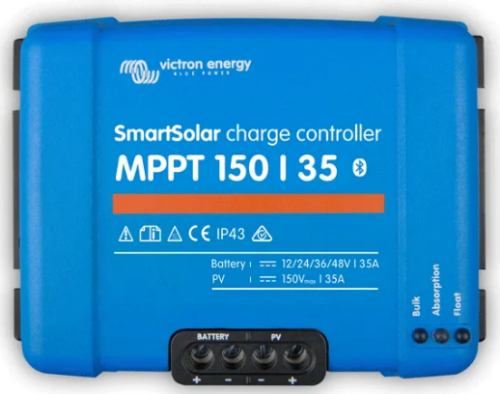 victron energy
BLUE POWER
SmartSolar charge controller
MPPT 150 | 35
IP43
Battery | 12/24/36/48V | 35A
PV | 150Vmax | 35A
Bulk
Absorption
Float
BATTERY PV
+ - - +